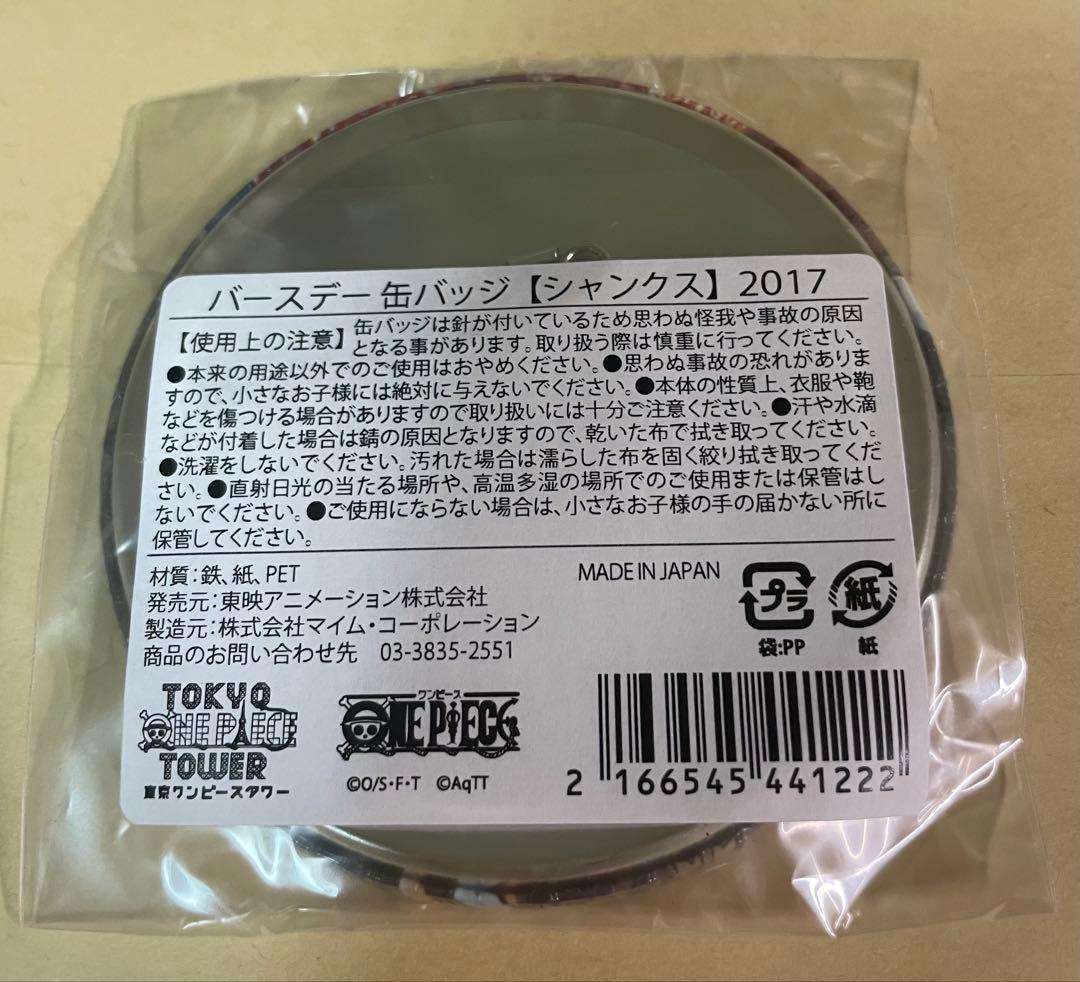 バースデー 缶バッジ【シャンクス】2017
【使用上の注意】缶バッジは針が付いているため思わぬ怪我や事故の原因
となる事があります。取り扱う際は慎重に行ってください。
●本来の用途以外でのご使用はおやめください。●思わぬ事故の恐れがありま
すので、小さなお子様には絶対に与えないでください。●本体の性質上、衣服や鞄
などを傷つける場合がありますので取り扱いには十分ご注意ください。●汗や水滴
などが付着した場合は錆の原因となりますので、乾いた布で拭き取ってください。
●洗濯をしないでください。汚れた場合は濡らした布を固く絞り拭き取ってくだ
さい。●直射日光の当たる場所や、高温多湿の場所でのご使用または保管はし
ないでください。●ご使用にならない場合は、小さなお子様の手の届かない所に
保管してください。
材質：鉄、紙、PET
MADE IN JAPAN
発売元：東映アニメーション株式会社
製造元：株式会社マイム・コーポレーション
商品のお問い合わせ先 03-3835-2551
プラ
袋:PP
紙
紙
TOKYO
ONE PIECE
TOWER
東京ワンピースタワー
ワンピース
ONE PIECE
©O/S・F・T ©AqTT
2 166545 441222